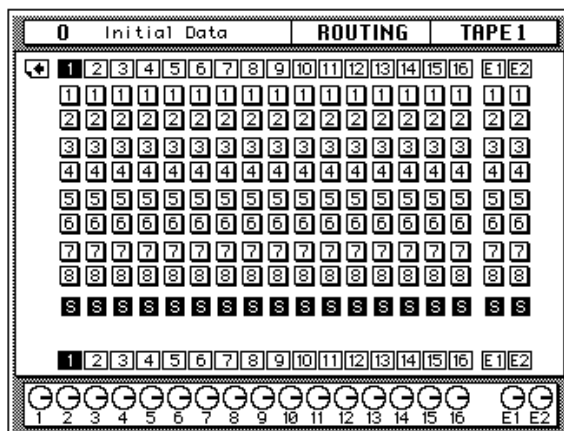 0 Initial Data ROUTING TAPE 1
1 2 3 4 5 6 7 8 9 10 11 12 13 14 15 16 E1 E2
1 1 1 1 1 1 1 1 1 1 1 1 1 1 1 1 1 1
2 2 2 2 2 2 2 2 2 2 2 2 2 2 2 2 2 2
3 3 3 3 3 3 3 3 3 3 3 3 3 3 3 3 3 3
4 4 4 4 4 4 4 4 4 4 4 4 4 4 4 4 4 4
5 5 5 5 5 5 5 5 5 5 5 5 5 5 5 5 5 5
6 6 6 6 6 6 6 6 6 6 6 6 6 6 6 6 6 6
7 7 7 7 7 7 7 7 7 7 7 7 7 7 7 7 7 7
8 8 8 8 8 8 8 8 8 8 8 8 8 8 8 8 8 8
S S S S S S S S S S S S S S S S S S
1 2 3 4 5 6 7 8 9 10 11 12 13 14 15 16 E1 E2
1 2 3 4 5 6 7 8 9 10 11 12 13 14 15 16 E1 E2